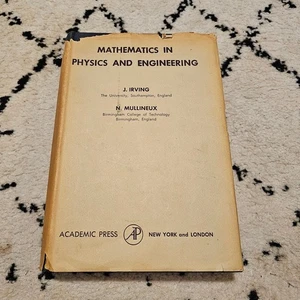 MATHEMATICS IN
PHYSICS AND ENGINEERING
J. IRVING
The University, Southampton, England
N. MULLINEUX
Birmingham College of Technology
Birmingham, England
ACADEMIC PRESS AP NEW YORK and LONDON